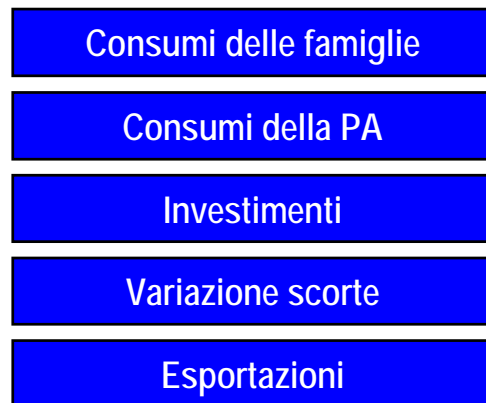 Consumi delle famiglie
Consumi della PA
Investimenti
Variazione scorte
Esportazioni